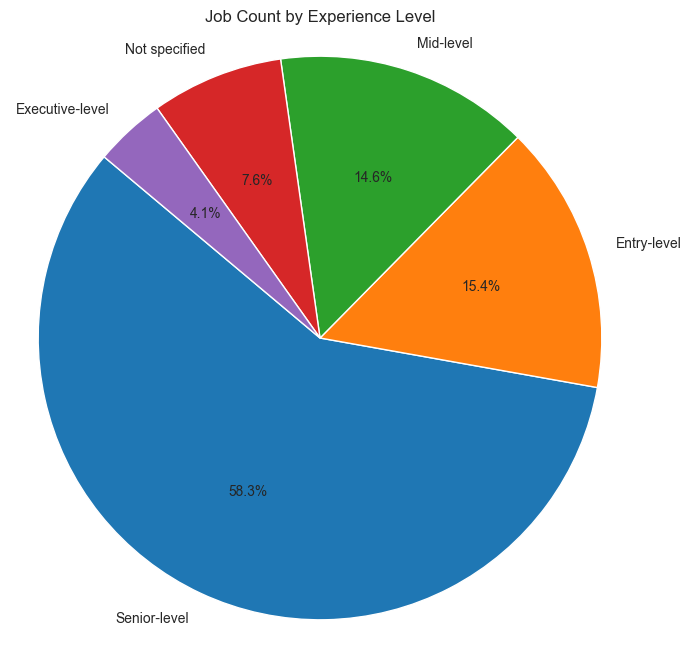 Job Count by Experience Level
Mid-level
Not specified
Executive-level
7.6%
14.6%
4.1%
Entry-level
15.4%
58.3%
Senior-level